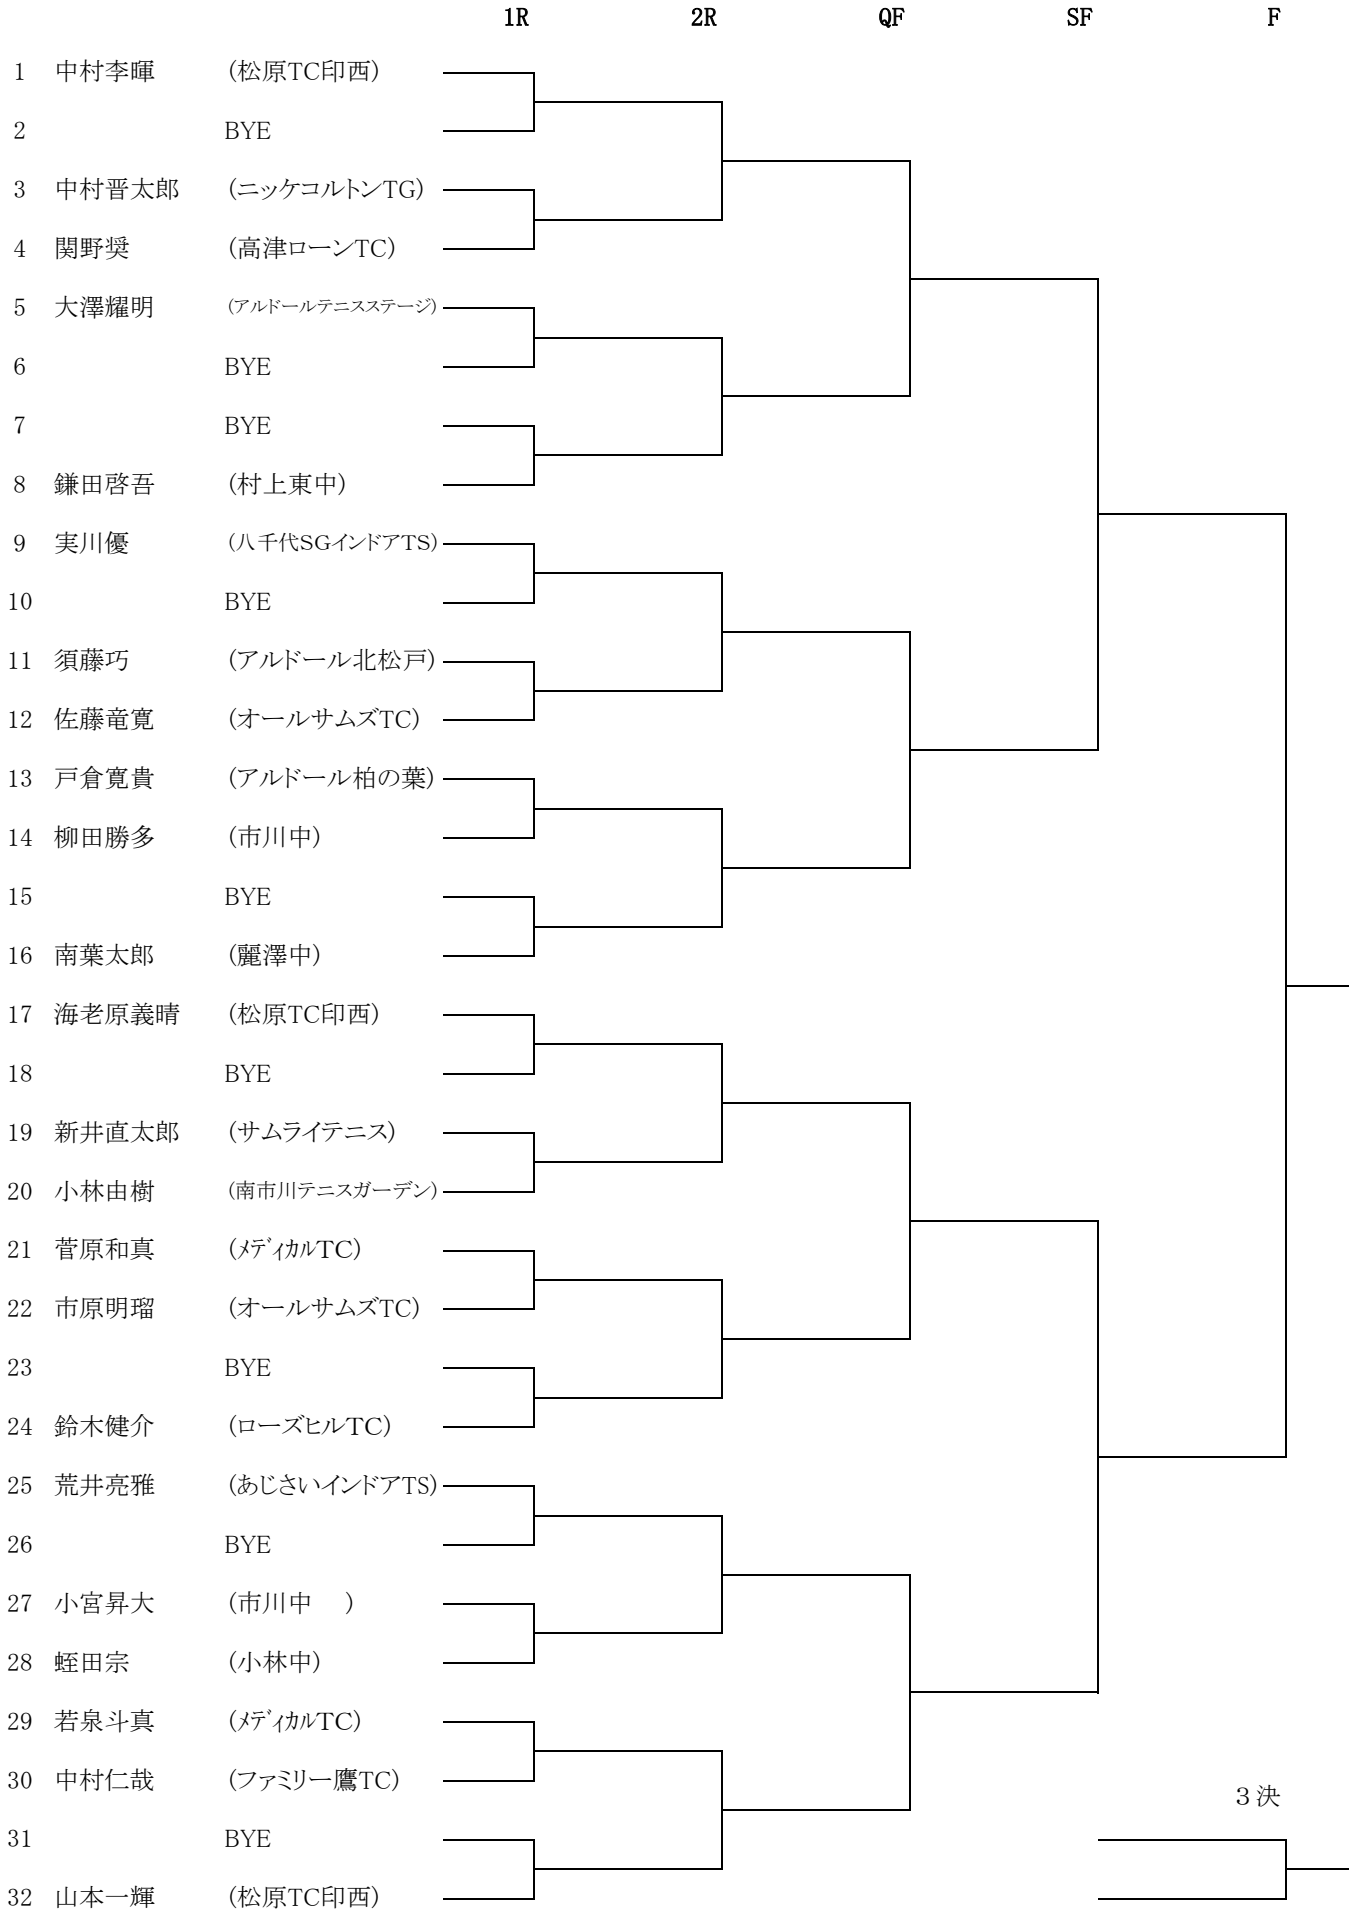 1R 2R QF SF F
1 中村李暉 (松原TC印西)
2 BYE
3 中村晋太郎 (ニッケコルトンTG)
4 関野奨 (高津ローンTC)
5 大澤耀明 (アルドールテニスステージ)
6 BYE
7 BYE
8 鎌田啓吾 (村上東中)
9 実川優 (八千代SGインドアTS)
10 BYE
11 須藤巧 (アルドール北松戸)
12 佐藤竜寛 (オールサムズTC)
13 戸倉寛貴 (アルドール柏の葉)
14 柳田勝多 (市川中)
15 BYE
16 南葉太郎 (麗澤中)
17 海老原義晴 (松原TC印西)
18 BYE
19 新井直太郎 (サムライテニス)
20 小林由樹 (南市川テニスガーデン)
21 菅原和真 (ﾒﾃﾞｨｶﾙTC)
22 市原明瑠 (オールサムズTC)
23 BYE
24 鈴木健介 (ローズヒルTC)
25 荒井亮雅 (あじさいインドアTS)
26 BYE
27 小宮昇大 (市川中　)
28 蛭田宗 (小林中)
29 若泉斗真 (ﾒﾃﾞｨｶﾙTC)
30 中村仁哉 (ファミリー鷹TC)
３決
31 BYE
32 山本一輝 (松原TC印西)